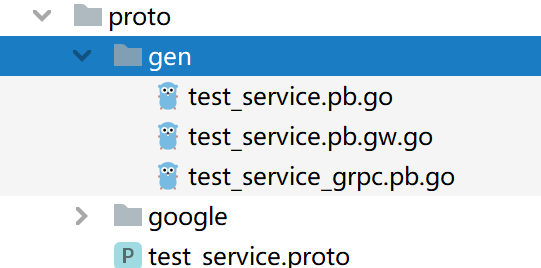 proto
gen
test_service.pb.go
test_service.pb.gw.go
test_service_grpc.pb.go
google
P test_service.proto